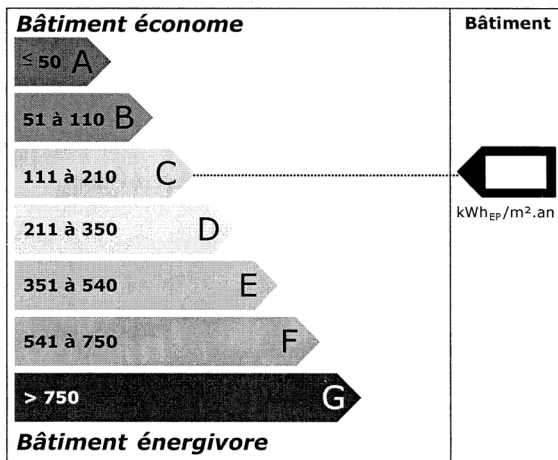 Bâtiment économe
Bâtiment
≤ 50 A
51 à 110 B
111 à 210 C
kWhEP/m².an
211 à 350 D
351 à 540 E
541 à 750 F
> 750 G
Bâtiment énergivore